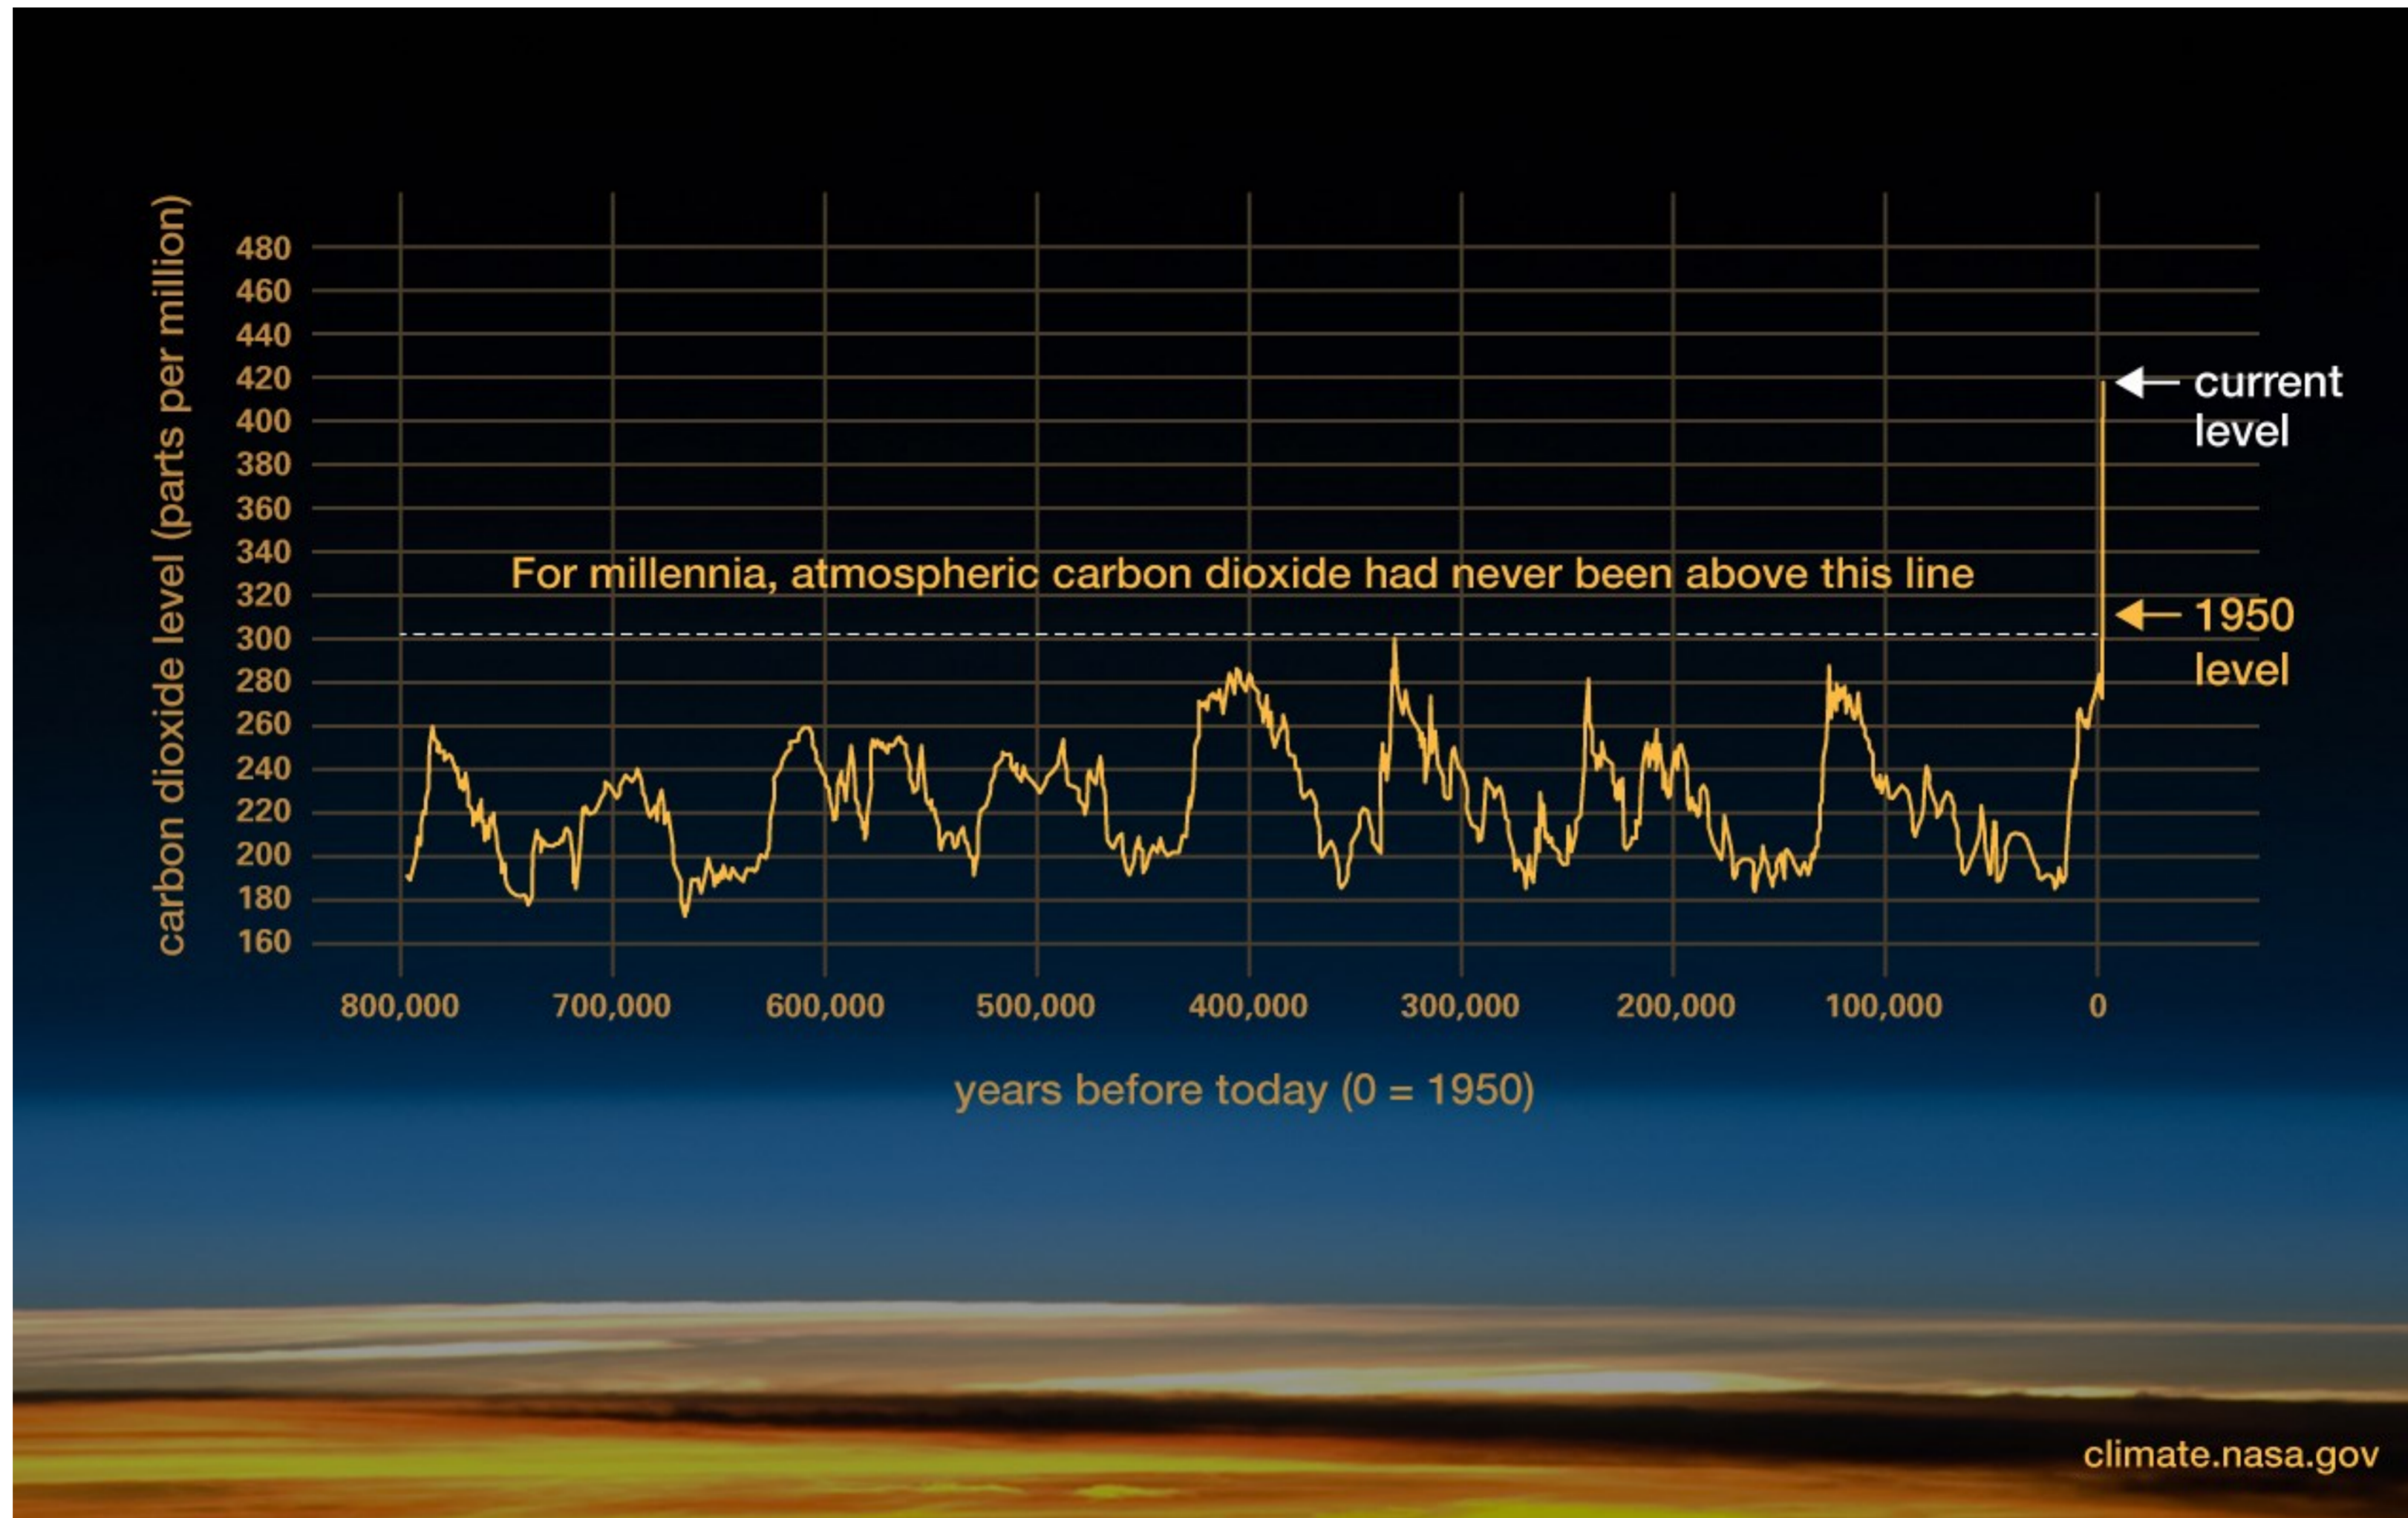 carbon dioxide level (parts per million)
480
460
440
420
400
380
360
340
320
300
280
260
240
220
200
180
160
For millennia, atmospheric carbon dioxide had never been above this line
current
level
1950
level
800,000 700,000 600,000 500,000 400,000 300,000 200,000 100,000 0
years before today (0 = 1950)
climate.nasa.gov